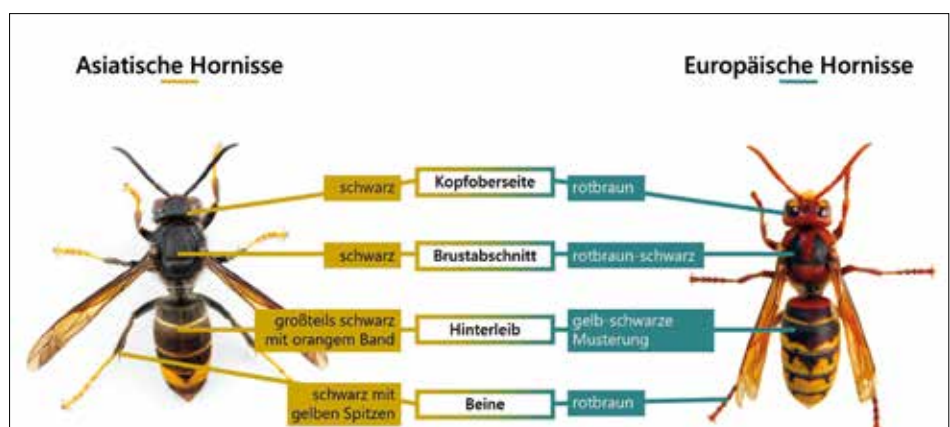 Asiatische Hornisse
Europäische Hornisse
schwarz
Kopfoberseite
rotbraun
schwarz
Brustabschnitt
rotbraun-schwarz
großteils schwarz
mit orangem Band
Hinterleib
gelb-schwarze
Musterung
schwarz mit
gelben Spitzen
Beine
rotbraun